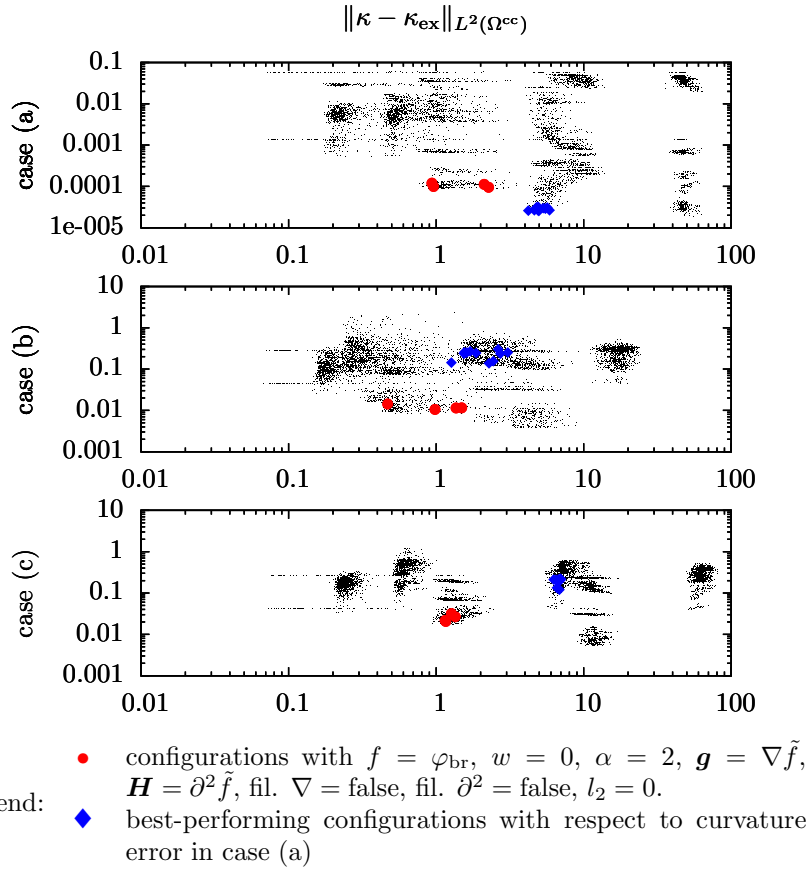 ‖κ − κex‖L²(Ωcc)
case (a)
0.1
0.01
0.001
0.0001
1e-005
0.01 0.1 1 10 100
case (b)
10
1
0.1
0.01
0.001
0.01 0.1 1 10 100
case (c)
10
1
0.1
0.01
0.001
0.01 0.1 1 10 100
end:
configurations with f = φbr, w = 0, α = 2, g = ∇f̃,
H = ∂²f̃, fil. ∇ = false, fil. ∂² = false, l₂ = 0.
best-performing configurations with respect to curvature
error in case (a)